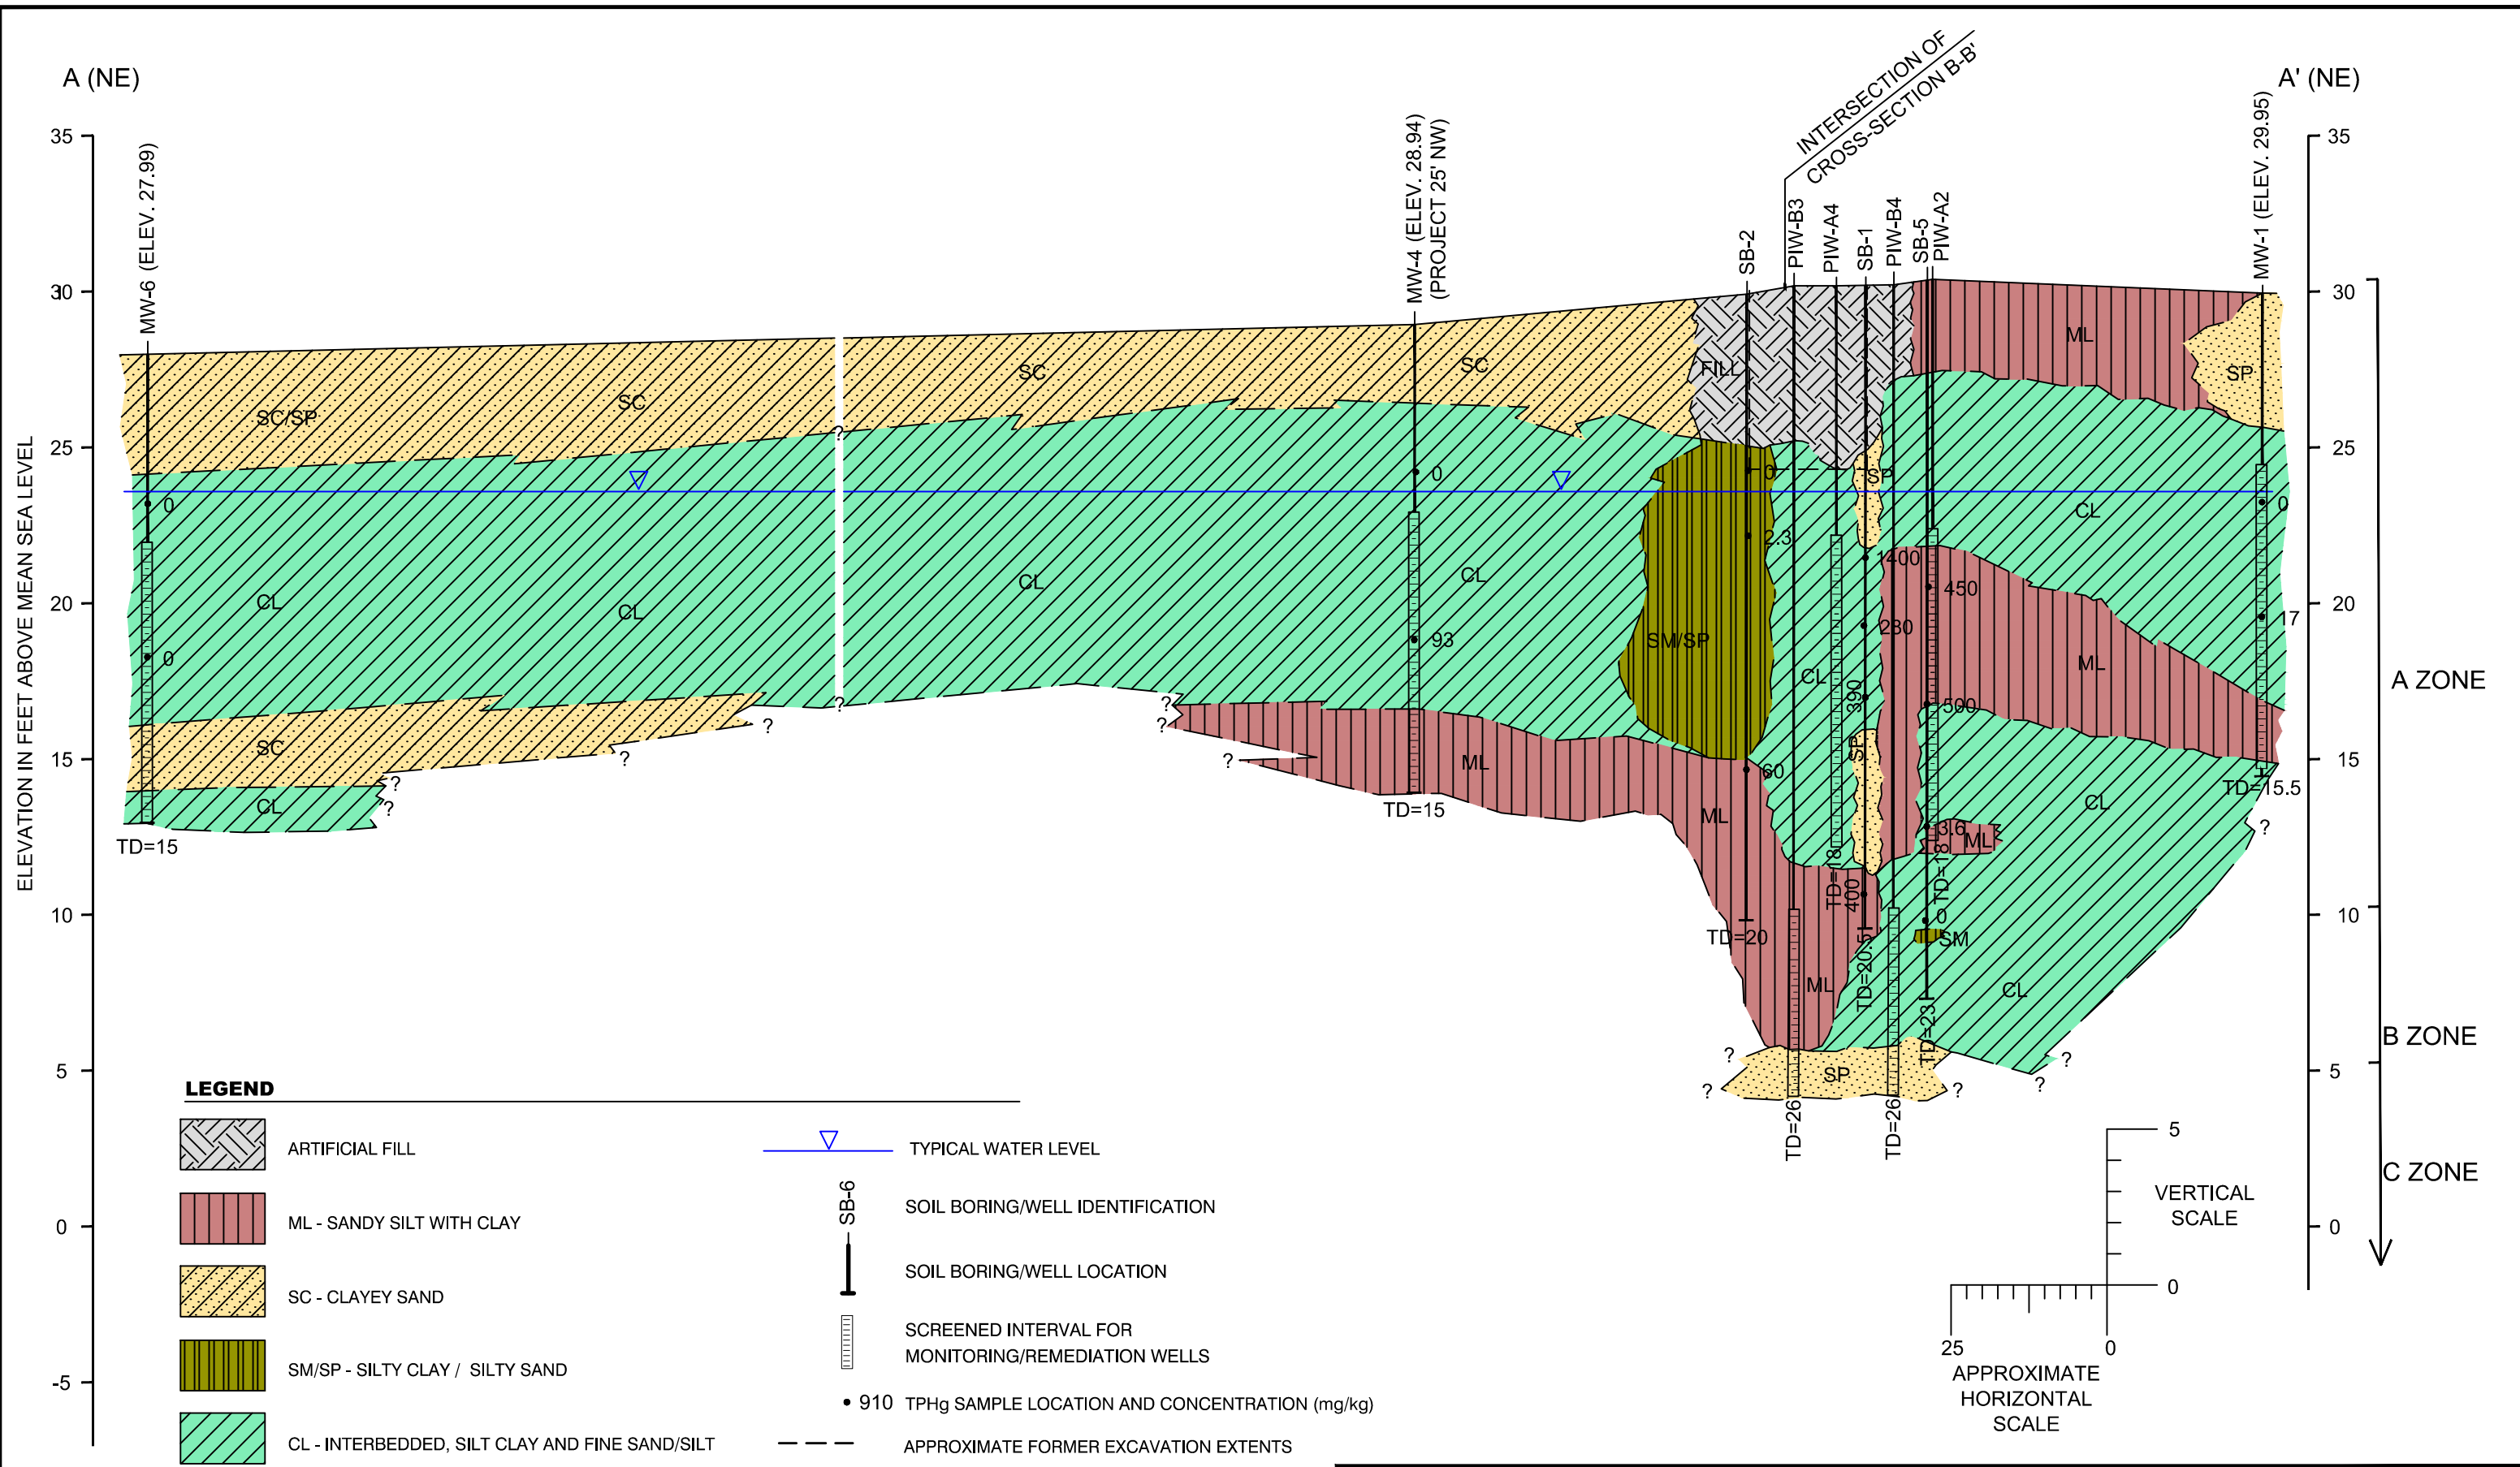 INTERSECTION OF
CROSS-SECTION B-B'
A (NE)
A' (NE)
MW-6 (ELEV. 27.99)
MW-4 (ELEV. 28.94)
(PROJECT 25' NW)
SB-2
PIW-B3
PIW-A4
SB-1
PIW-B4
SB-5
PIW-A2
MW-1 (ELEV. 29.95)
ELEVATION IN FEET ABOVE MEAN SEA LEVEL
35
30
25
20
15
10
5
0
-5
35
30
25
20
15
10
5
0
SC/SP
SC
SC
SC
FILL
ML
SP
?
0
0
0
2.3
SP
CL
0
1400
450
17
CL
CL
CL
CL
SM/SP
280
CL
390
ML
500
A ZONE
0
93
SC
?
?
?
?
?
?
SP
ML
60
CL
TD=15.5
?
?
CL
TD=15
TD=15
ML
3.6
ML
?
TD=18
TD=18
400
0
SM
TD=20
TD=20.5
ML
CL
TD=23
B ZONE
?
?
SP
?
?
?
TD=26
TD=26
C ZONE
LEGEND
ARTIFICIAL FILL
ML - SANDY SILT WITH CLAY
SC - CLAYEY SAND
SM/SP - SILTY CLAY / SILTY SAND
CL - INTERBEDDED, SILT CLAY AND FINE SAND/SILT
TYPICAL WATER LEVEL
SB-6
SOIL BORING/WELL IDENTIFICATION
SOIL BORING/WELL LOCATION
SCREENED INTERVAL FOR
MONITORING/REMEDIATION WELLS
910
TPHg SAMPLE LOCATION AND CONCENTRATION (mg/kg)
APPROXIMATE FORMER EXCAVATION EXTENTS
5
VERTICAL
SCALE
0
25
0
APPROXIMATE
HORIZONTAL
SCALE